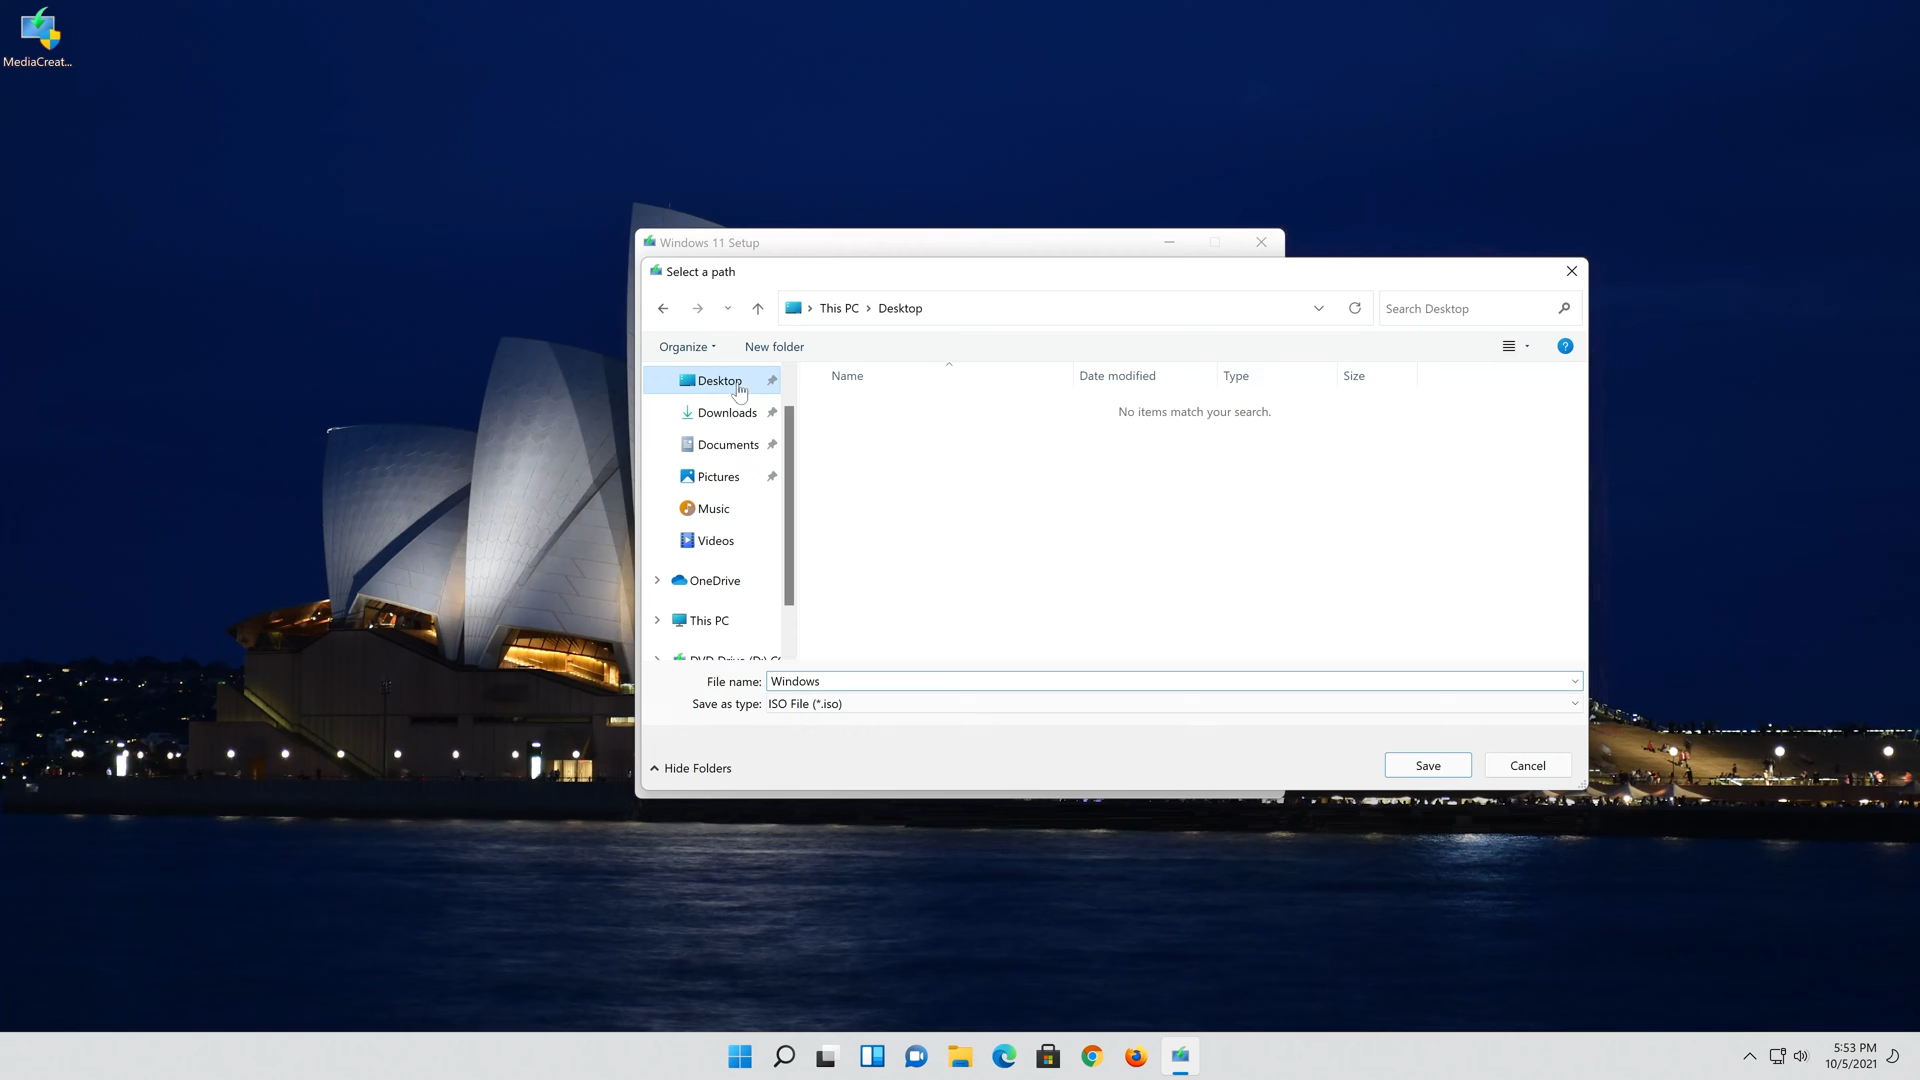 MediaCreat...
Windows 11 Setup
Select a path
This PC
Desktop
Search Desktop
Organize
New folder
Name
Date modified
Type
Size
No items match your search.
Desktop
Downloads
Documents
Pictures
Music
Videos
OneDrive
This PC
DVD Drive (D:)
File name: Windows
Save as type: ISO File (*.iso)
Hide Folders
Save
Cancel
5:53 PM
10/5/2021